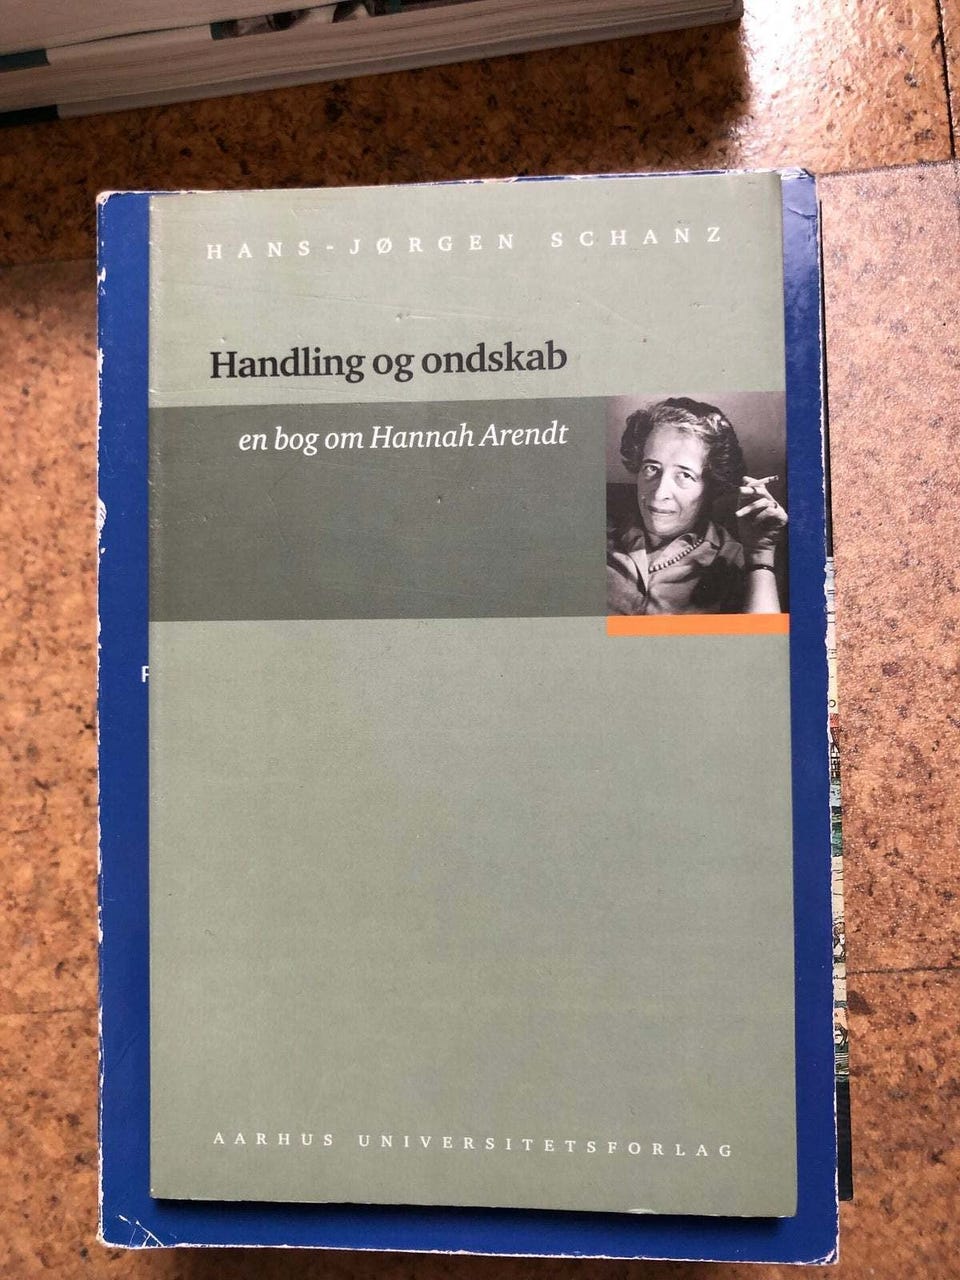 HANS-JØRGEN SCHANZ
Handling og ondskab
en bog om Hannah Arendt
AARHUS UNIVERSITETSFORLAG